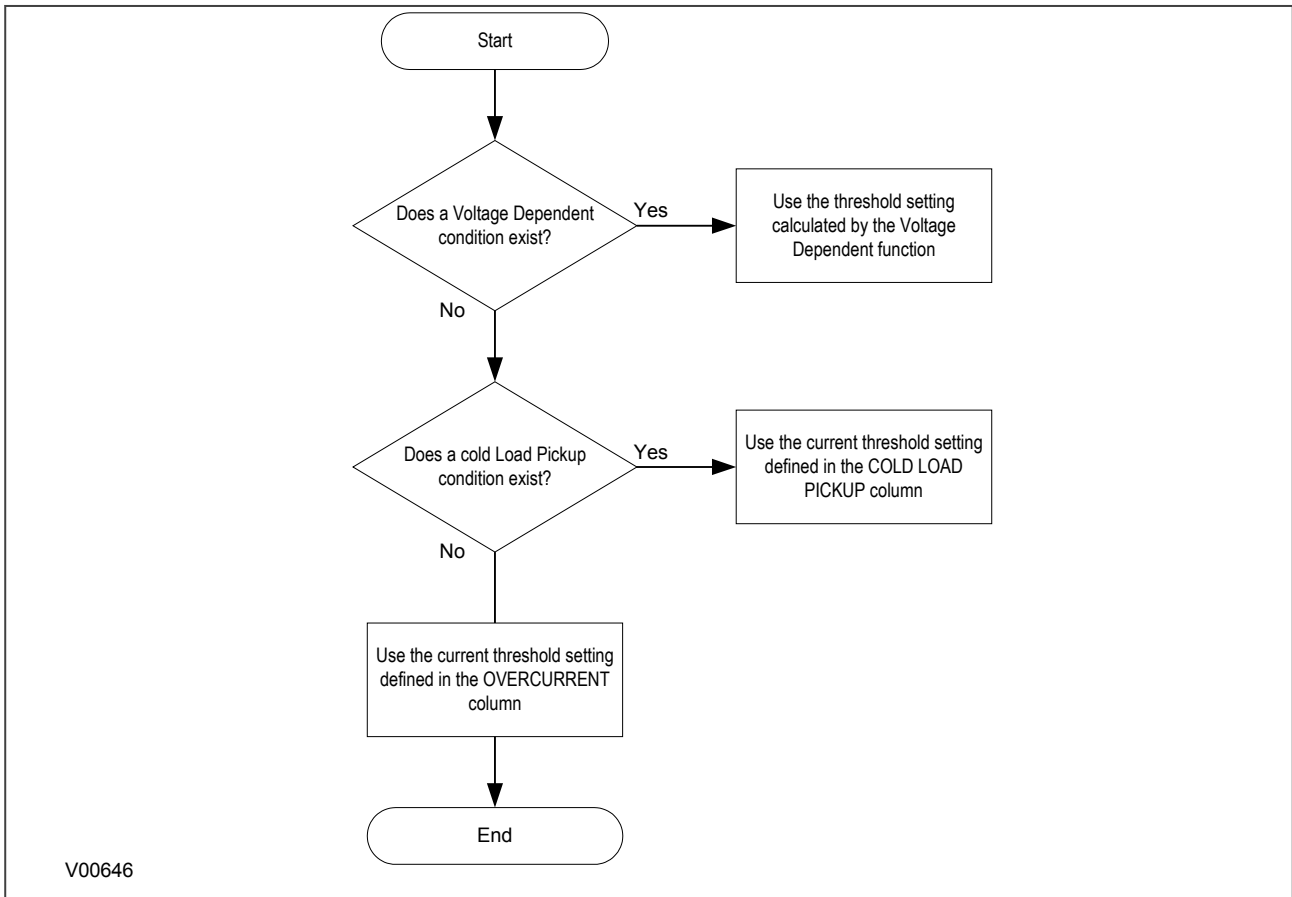 Start
Does a Voltage Dependent
condition exist?
Yes
Use the threshold setting
calculated by the Voltage
Dependent function
No
Does a cold Load Pickup
condition exist?
Yes
Use the current threshold setting
defined in the COLD LOAD
PICKUP column
No
Use the current threshold setting
defined in the OVERCURRENT
column
End
V00646